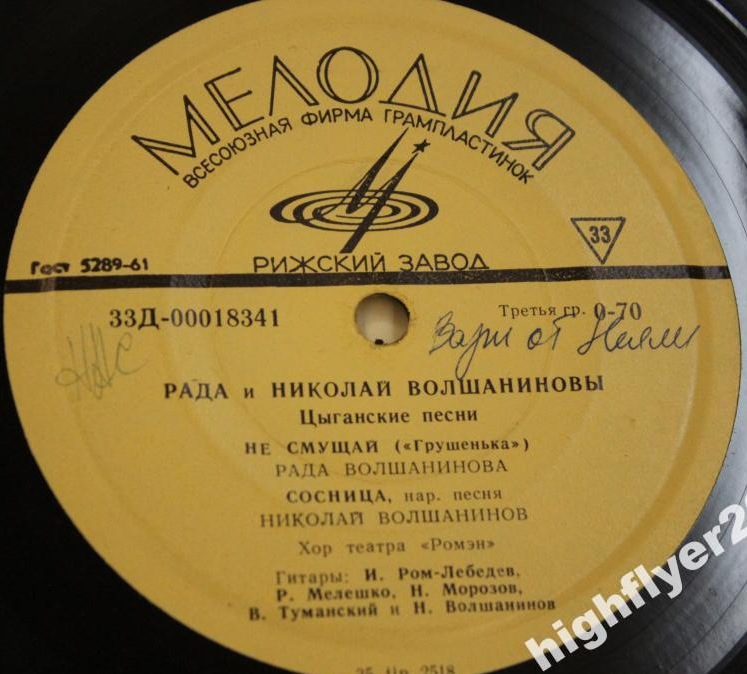 МЕЛОДИЯ
ВСЕСОЮЗНАЯ ФИРМА ГРАМПЛАСТИНОК
33
Гост 5289-61
РИЖСКИЙ ЗАВОД
33Д-00018341
Третья гр. 0-70
РАДА и НИКОЛАЙ ВОЛШАНИНОВЫ
Цыганские песни
НЕ СМУЩАЙ («Грушенька»)
РАДА ВОЛШАНИНОВА
СОСНИЦА, нар. песня
НИКОЛАЙ ВОЛШАНИНОВ
Хор театра «Ромэн»
Гитары: И. Ром-Лебедев,
Р. Мелешко, Н. Морозов,
В. Туманский и Н. Волшанинов
highflyer2